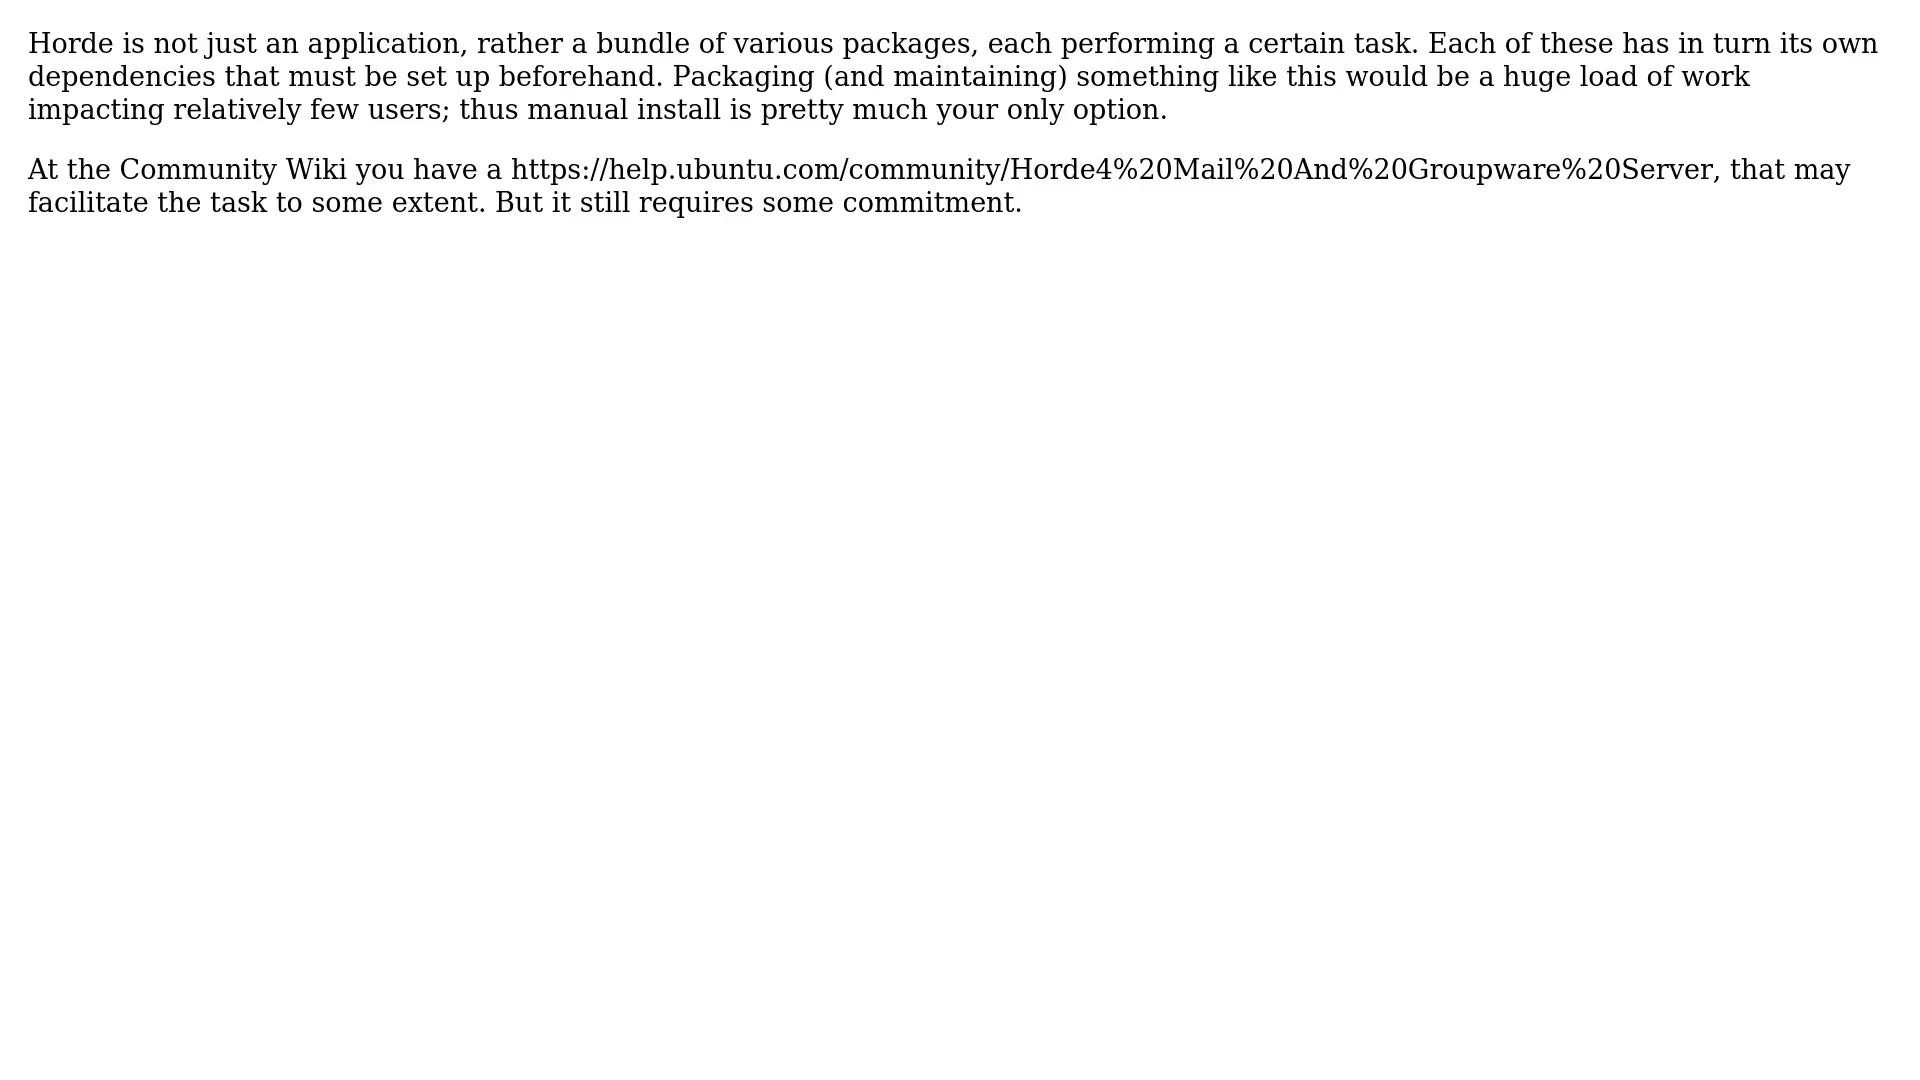 Horde is not just an application, rather a bundle of various packages, each performing a certain task. Each of these has in turn its own
dependencies that must be set up beforehand. Packaging (and maintaining) something like this would be a huge load of work
impacting relatively few users; thus manual install is pretty much your only option.
At the Community Wiki you have a https://help.ubuntu.com/community/Horde4%20Mail%20And%20Groupware%20Server, that may
facilitate the task to some extent. But it still requires some commitment.